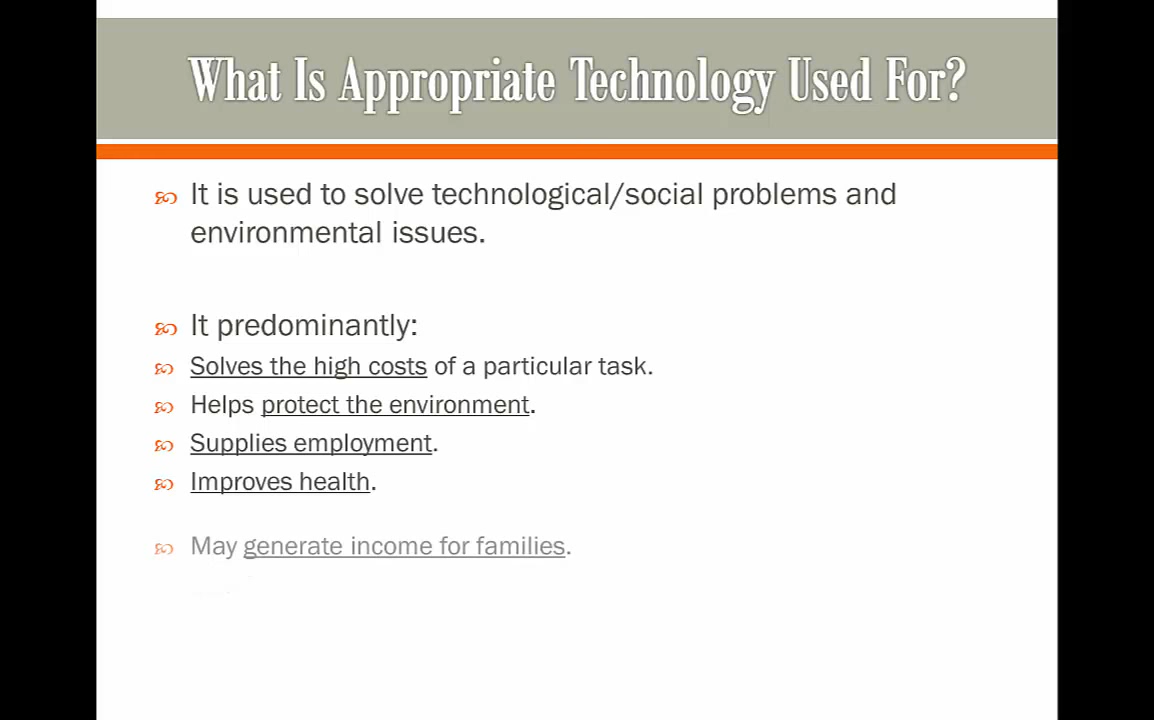 What Is Appropriate Technology Used For?
It is used to solve technological/social problems and
environmental issues.
It predominantly:
Solves the high costs of a particular task.
Helps protect the environment.
Supplies employment.
Improves health.
May generate income for families.